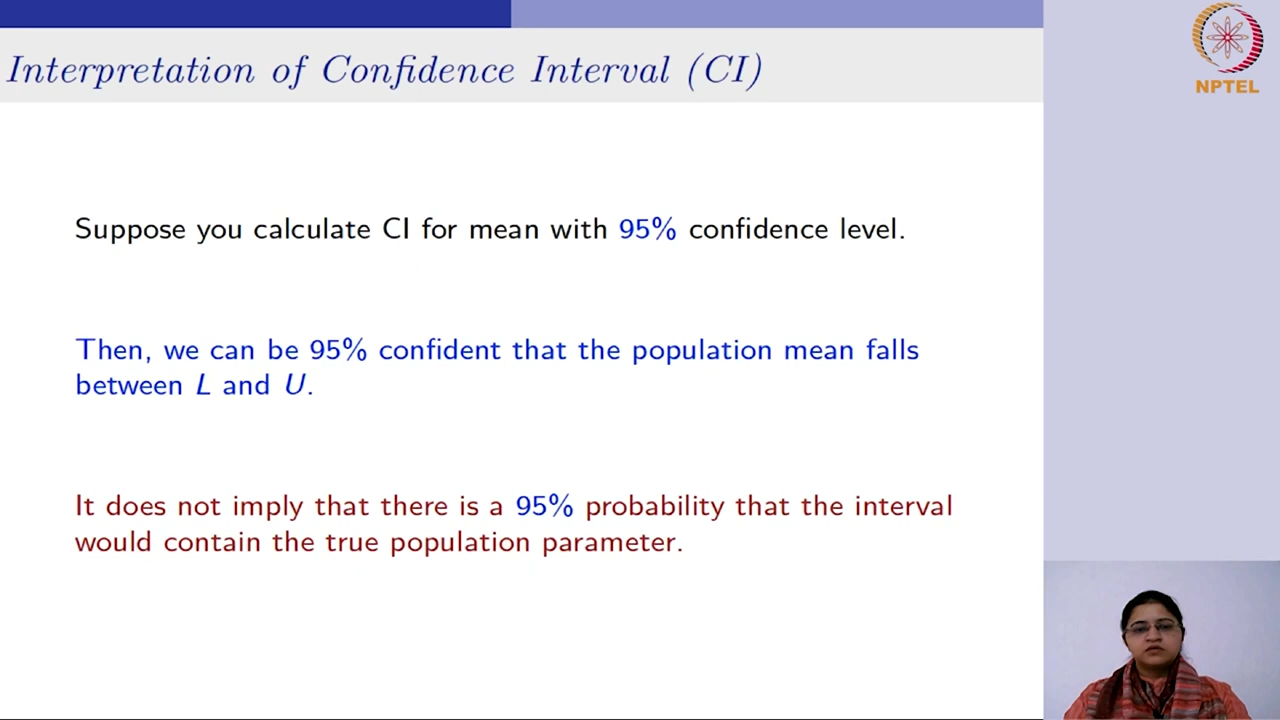 Interpretation of Confidence Interval (CI)
NPTEL
Suppose you calculate CI for mean with 95% confidence level.
Then, we can be 95% confident that the population mean falls
between L and U.
It does not imply that there is a 95% probability that the interval
would contain the true population parameter.